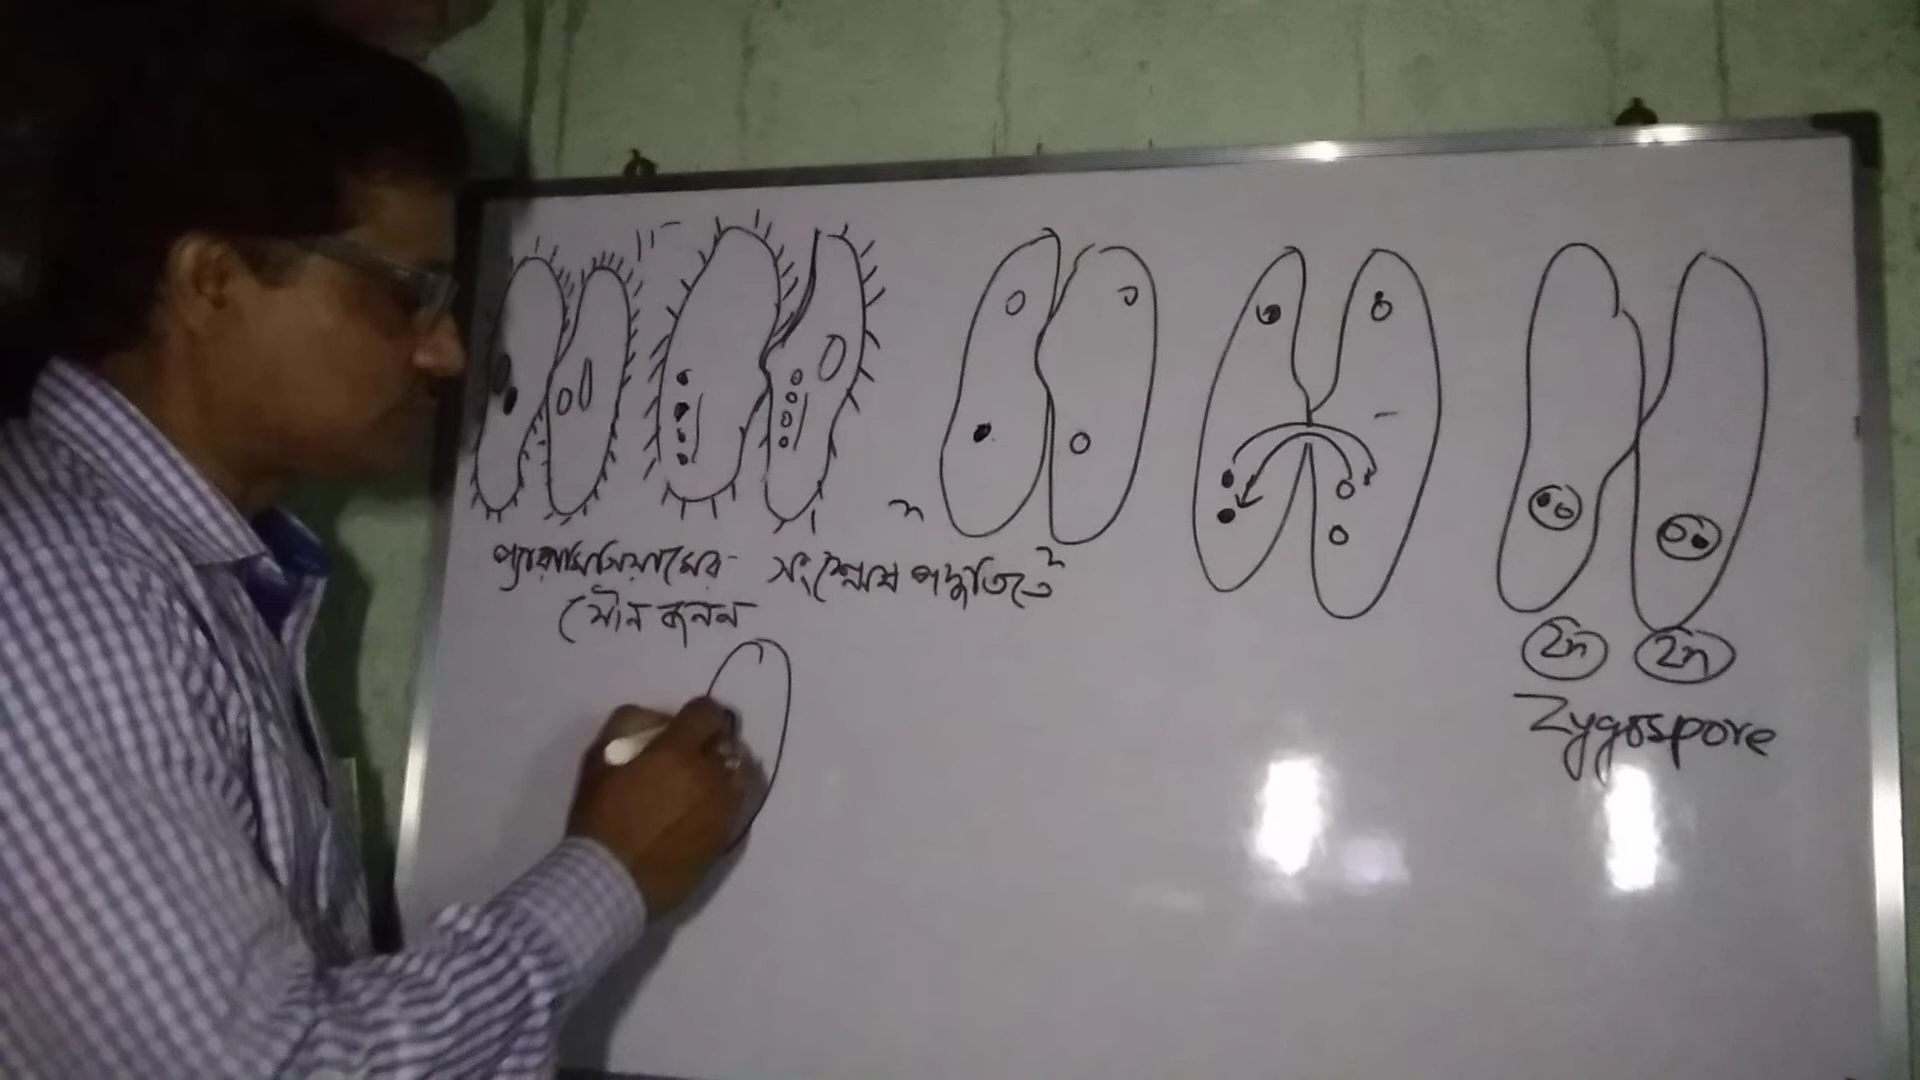 প্যারামিসিয়ামের সংশ্লেষ পদ্ধতিতে
যৌন জনন
2n 2n
Zygospore